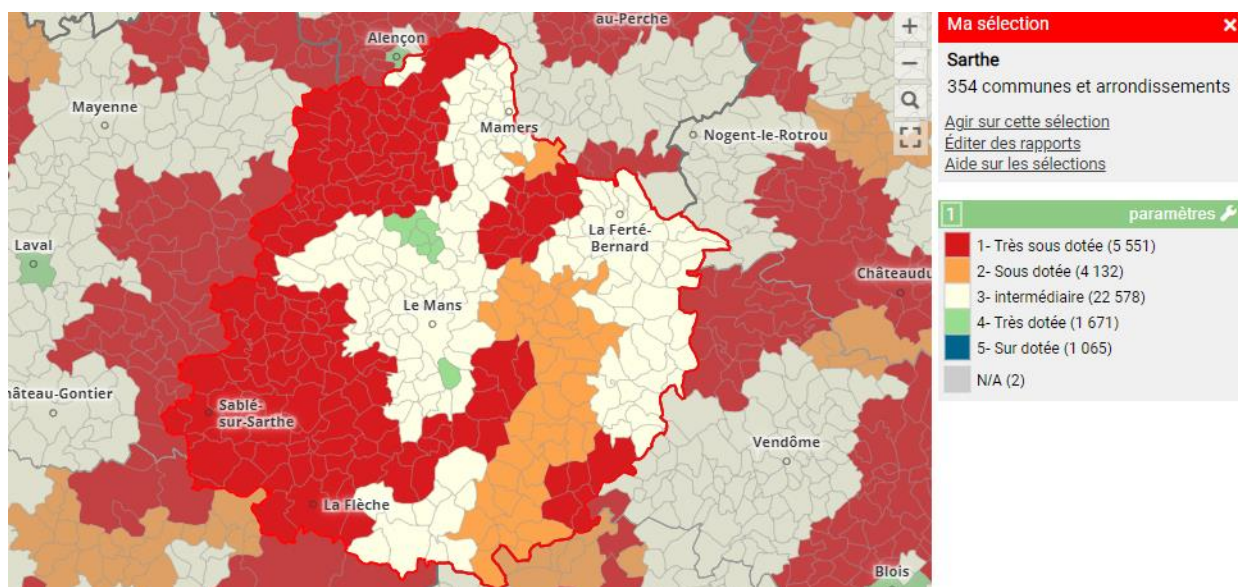 au-Perche
Alençon
Mayenne
Mamers
Nogent-le-Rotrou
La Ferté-
Bernard
Laval
Châteaudu
Le Mans
hâteau-Gontier
Sablé-
sur-Sarthe
Vendôme
La Flèche
Blois
+
−
Ma sélection ×
Sarthe
354 communes et arrondissements
Agir sur cette sélection
Éditer des rapports
Aide sur les sélections
1 paramètres
1- Très sous dotée (5 551)
2- Sous dotée (4 132)
3- intermédiaire (22 578)
4- Très dotée (1 671)
5- Sur dotée (1 065)
N/A (2)